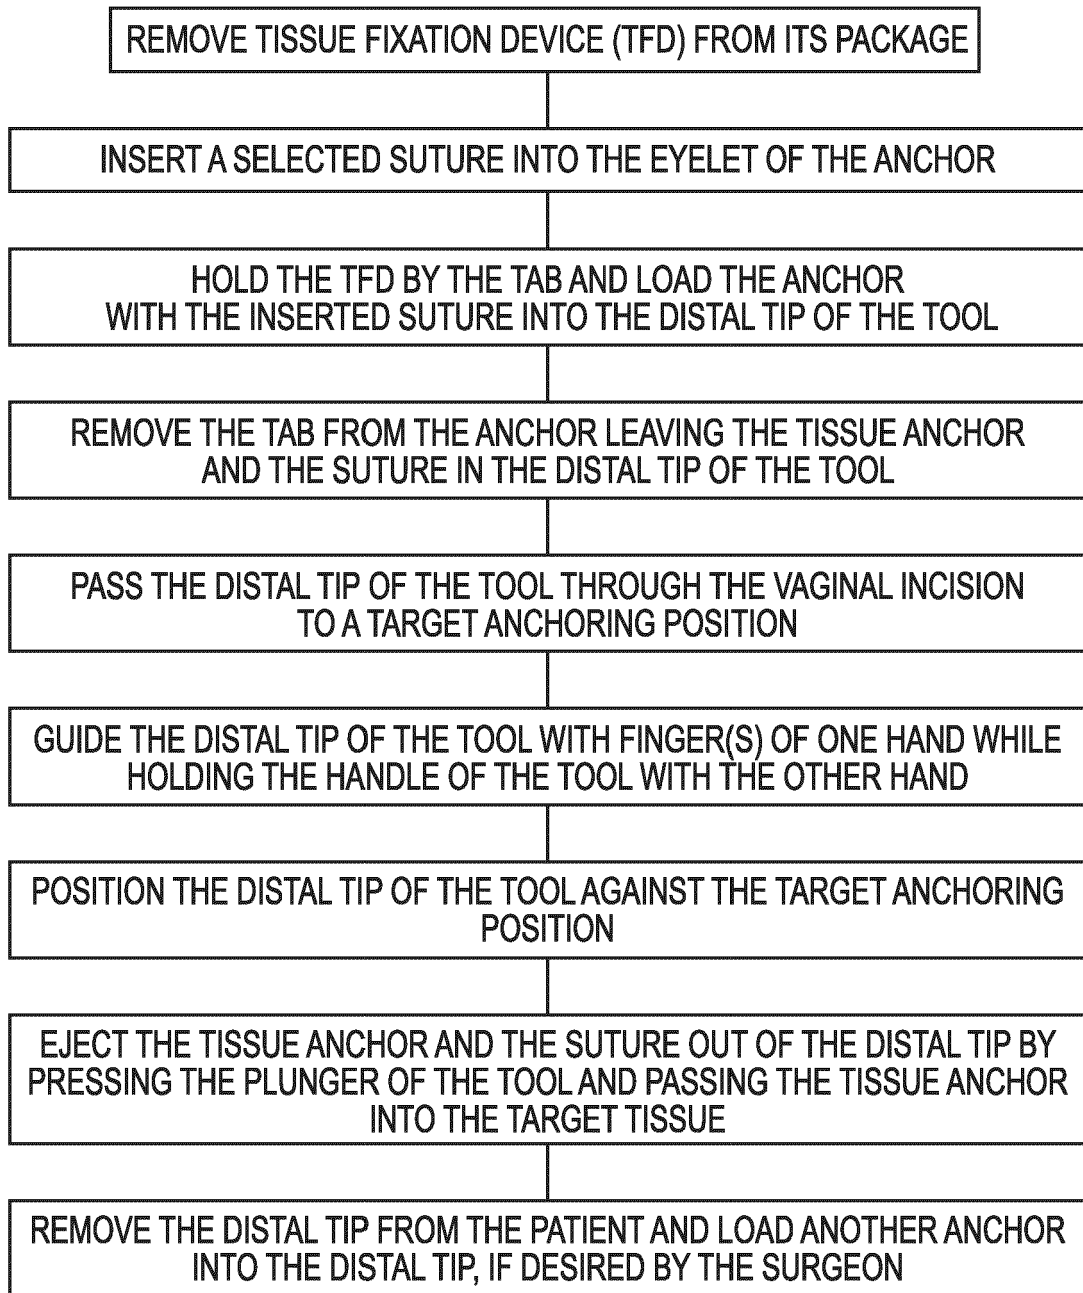 REMOVE TISSUE FIXATION DEVICE (TFD) FROM ITS PACKAGE
INSERT A SELECTED SUTURE INTO THE EYELET OF THE ANCHOR
HOLD THE TFD BY THE TAB AND LOAD THE ANCHOR
WITH THE INSERTED SUTURE INTO THE DISTAL TIP OF THE TOOL
REMOVE THE TAB FROM THE ANCHOR LEAVING THE TISSUE ANCHOR
AND THE SUTURE IN THE DISTAL TIP OF THE TOOL
PASS THE DISTAL TIP OF THE TOOL THROUGH THE VAGINAL INCISION
TO A TARGET ANCHORING POSITION
GUIDE THE DISTAL TIP OF THE TOOL WITH FINGER(S) OF ONE HAND WHILE
HOLDING THE HANDLE OF THE TOOL WITH THE OTHER HAND
POSITION THE DISTAL TIP OF THE TOOL AGAINST THE TARGET ANCHORING
POSITION
EJECT THE TISSUE ANCHOR AND THE SUTURE OUT OF THE DISTAL TIP BY
PRESSING THE PLUNGER OF THE TOOL AND PASSING THE TISSUE ANCHOR
INTO THE TARGET TISSUE
REMOVE THE DISTAL TIP FROM THE PATIENT AND LOAD ANOTHER ANCHOR
INTO THE DISTAL TIP, IF DESIRED BY THE SURGEON